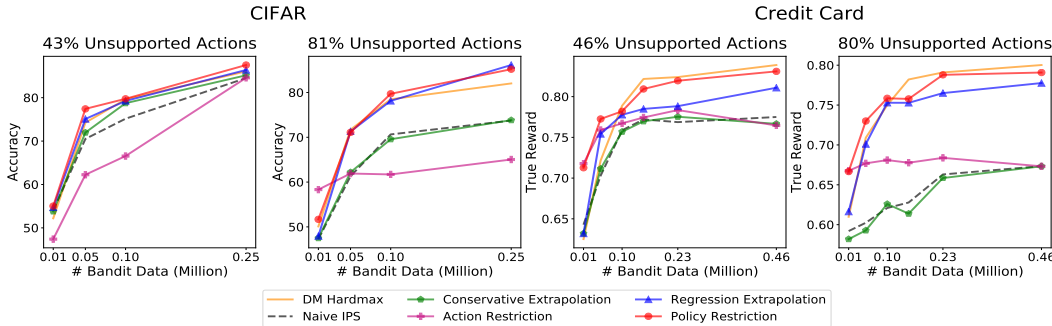 CIFAR
Credit Card
43% Unsupported Actions
81% Unsupported Actions
46% Unsupported Actions
80% Unsupported Actions
Accuracy
80
70
60
50
0.01 0.05 0.10 0.25
# Bandit Data (Million)
Accuracy
80
70
60
50
0.01 0.05 0.10 0.25
# Bandit Data (Million)
True Reward
0.80
0.75
0.70
0.65
0.01 0.10 0.23 0.46
# Bandit Data (Million)
True Reward
0.80
0.75
0.70
0.65
0.60
0.01 0.10 0.23 0.46
# Bandit Data (Million)
DM Hardmax
Naive IPS
Conservative Extrapolation
Action Restriction
Regression Extrapolation
Policy Restriction